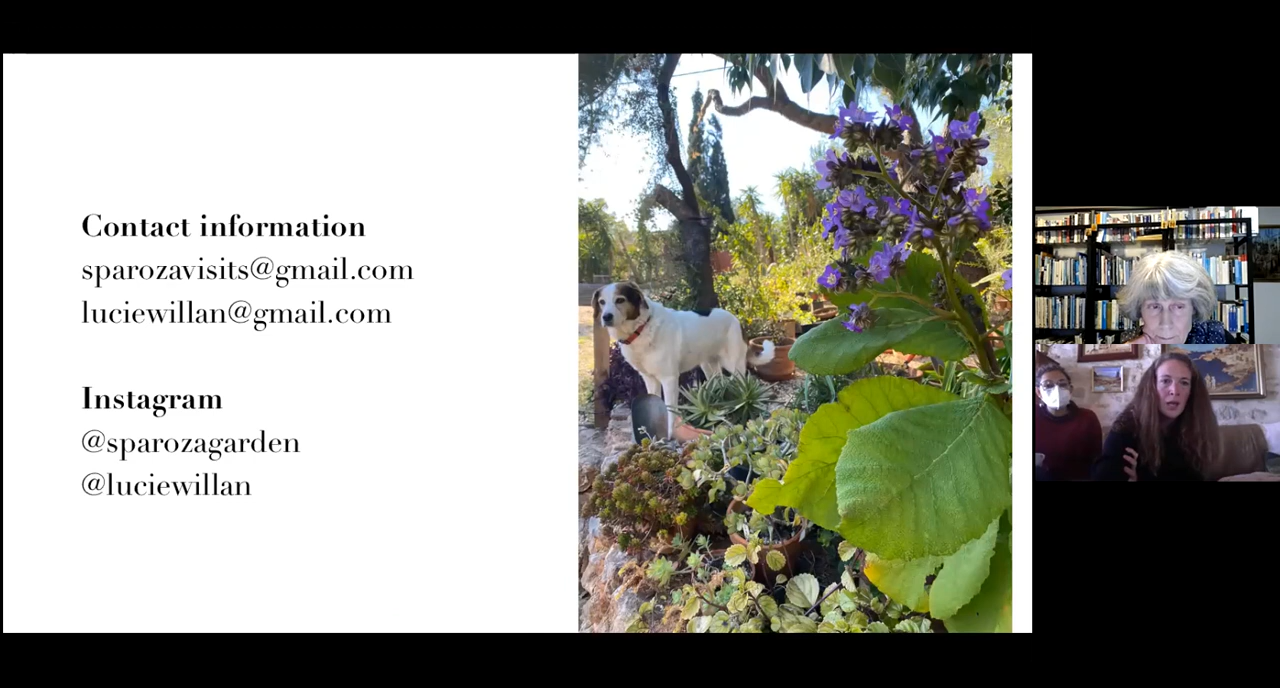 Contact information
sparozavisits@gmail.com
luciewillan@gmail.com
Instagram
@sparozagarden
@luciewillan